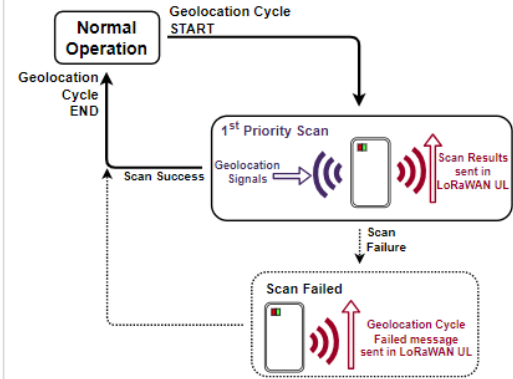 Geolocation Cycle
START
Normal
Operation
Geolocation
Cycle
END
1st Priority Scan
Geolocation
Signals
Scan Results
sent in
LoRaWAN UL
Scan Success
Scan
Failure
Scan Failed
Geolocation Cycle
Failed message
sent in LoRaWAN UL